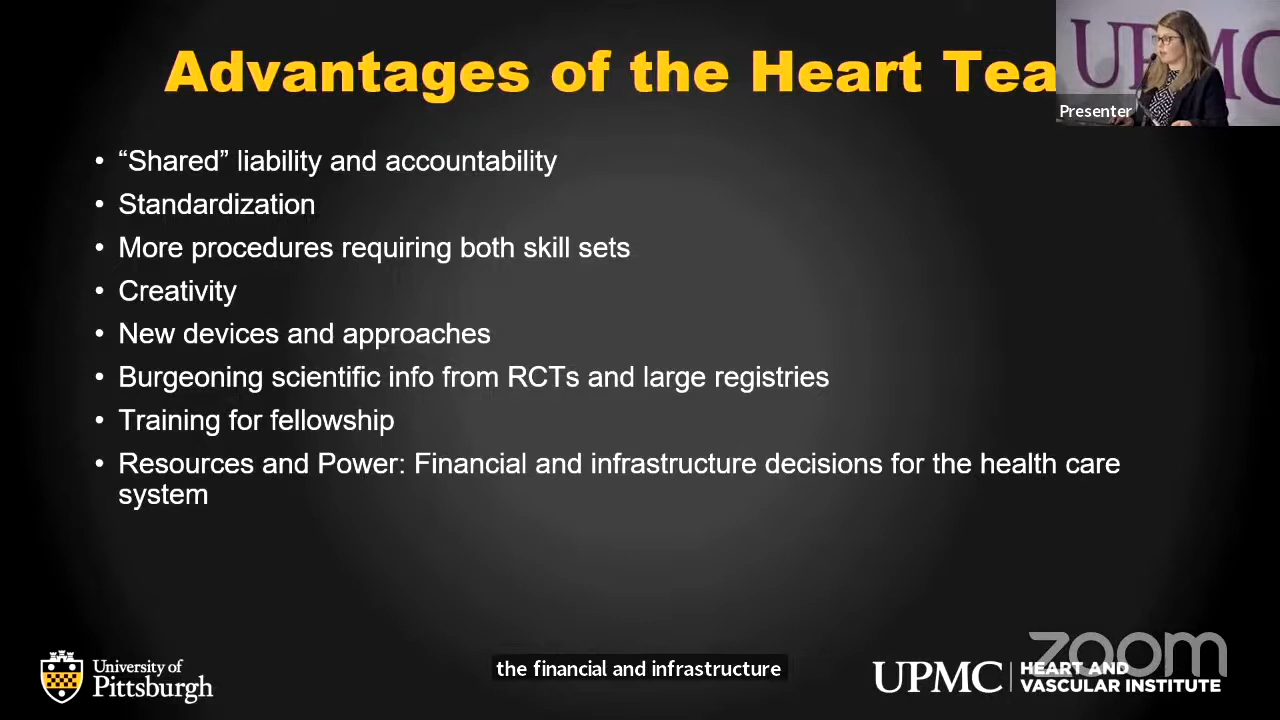 Advantages of the Heart Tea
UPMC
Presenter
• “Shared” liability and accountability
• Standardization
• More procedures requiring both skill sets
• Creativity
• New devices and approaches
• Burgeoning scientific info from RCTs and large registries
• Training for fellowship
• Resources and Power: Financial and infrastructure decisions for the health care
system
University of
Pittsburgh
the financial and infrastructure
UPMC
HEART AND
VASCULAR INSTITUTE
zoom